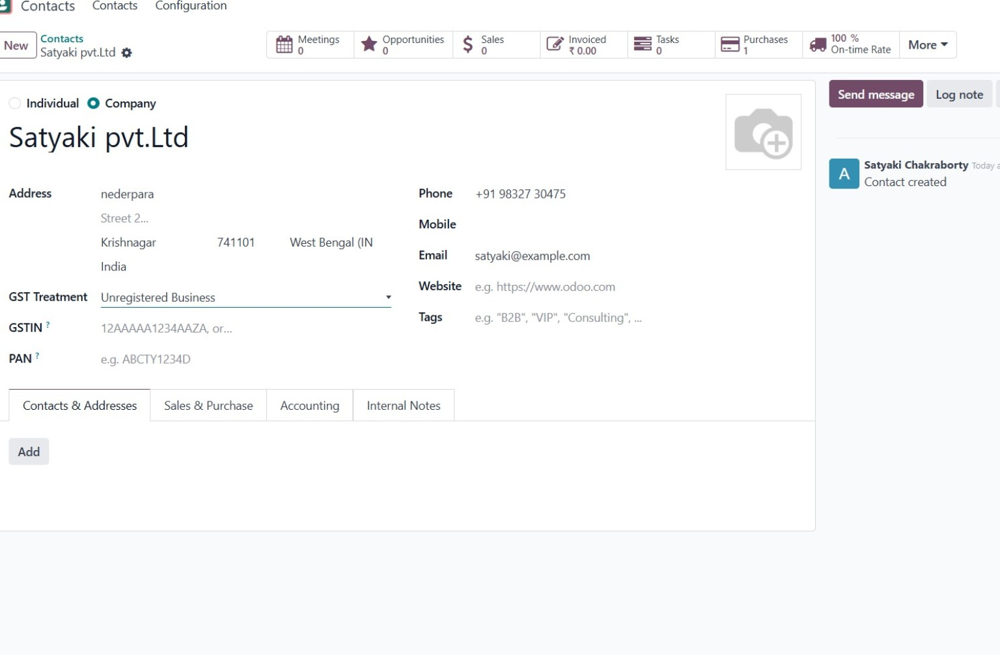 Contacts Contacts Configuration
New Contacts
Satyaki pvt.Ltd
Meetings
0
Opportunities
0
Sales
0
Invoiced
₹ 0.00
Tasks
0
Purchases
1
100 %
On-time Rate
More
Individual Company
Satyaki pvt.Ltd
Address nederpara
Street 2...
Krishnagar 741101 West Bengal (IN
India
GST Treatment Unregistered Business
GSTIN ? 12AAAAA1234AAZA, or...
PAN ? e.g. ABCTY1234D
Phone +91 98327 30475
Mobile
Email satyaki@example.com
Website e.g. https://www.odoo.com
Tags e.g. "B2B", "VIP", "Consulting", ...
Contacts & Addresses Sales & Purchase Accounting Internal Notes
Add
Send message Log note
A
Satyaki Chakraborty Today
Contact created